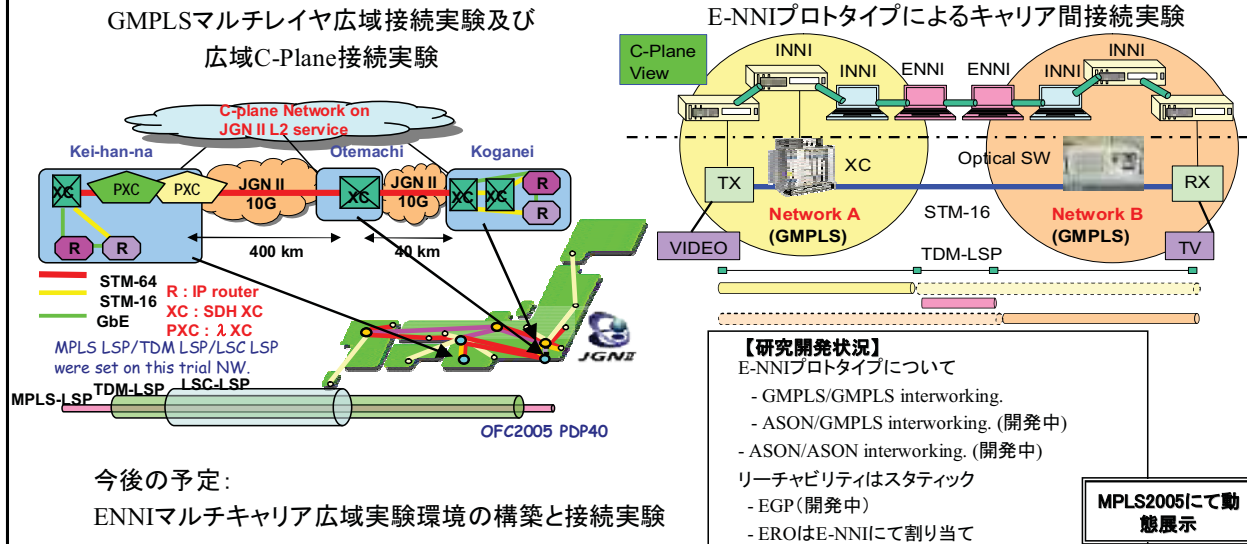 GMPLSマルチレイヤ広域接続実験及び
広域C-Plane接続実験
C-plane Network on
JGN II L2 service
Kei-han-na
Otemachi
Koganei
XC
PXC
PXC
JGN II
10G
XC
JGN II
10G
XC
XC
R
R
R
R
400 km
40 km
STM-64
STM-16
GbE
R : IP router
XC : SDH XC
PXC : λ XC
MPLS LSP/TDM LSP/LSC LSP
were set on this trial NW.
MPLS-LSP
TDM-LSP
LSC-LSP
JGNII
OFC2005 PDP40
今後の予定:
ENNIマルチキャリア広域実験環境の構築と接続実験
E-NNIプロトタイプによるキャリア間接続実験
C-Plane
View
INNI
INNI
ENNI
ENNI
INNI
INNI
XC
Optical SW
TX
RX
Network A
(GMPLS)
STM-16
Network B
(GMPLS)
VIDEO
TV
TDM-LSP
【研究開発状況】
E-NNIプロトタイプについて
- GMPLS/GMPLS interworking.
- ASON/GMPLS interworking. (開発中)
- ASON/ASON interworking. (開発中)
リーチャビリティはスタティック
- EGP(開発中)
- EROはE-NNIにて割り当て
MPLS2005にて動
態展示